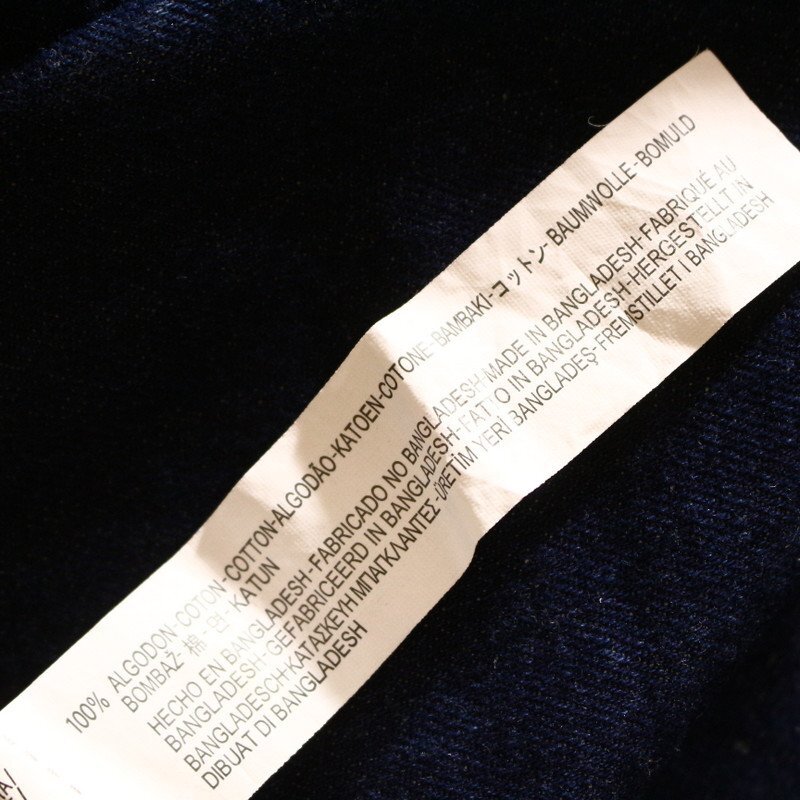 100% ALGODON-COTON-COTTON-ALGODÃO-KATOEN-COTONE-BAMBAKI-コットン-BAUMWOLLE-BOMULD
BOMBAŽ-棉-면-KATUN
HECHO EN BANGLADESH-FABRICADO NO BANGLADESH-MADE IN BANGLADESH-FABRIQUÉ AU
BANGLADESH-GEFABRICEERD IN BANGLADESH-FATTO IN BANGLADESH-HERGESTELLT IN
BANGLADESCH-ΚΑΤΑΣΚΕΥΗ ΜΠΑΓΚΛΑΝΤΕΣ-ÜRETİM YERİ BANGLADEŞ-FREMSTILLET I BANGLADESH
DIBUAT DI BANGLADESH